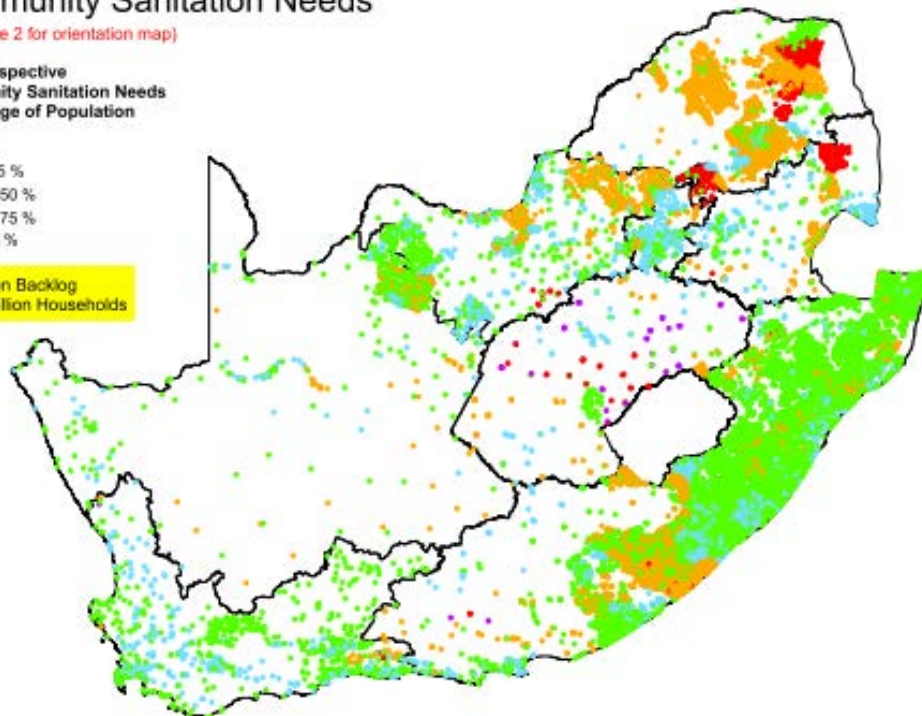 munity Sanitation Needs
e 2 for orientation map)
spective
ity Sanitation Needs
ge of Population
5 %
50 %
75 %
%
n Backlog
llion Households